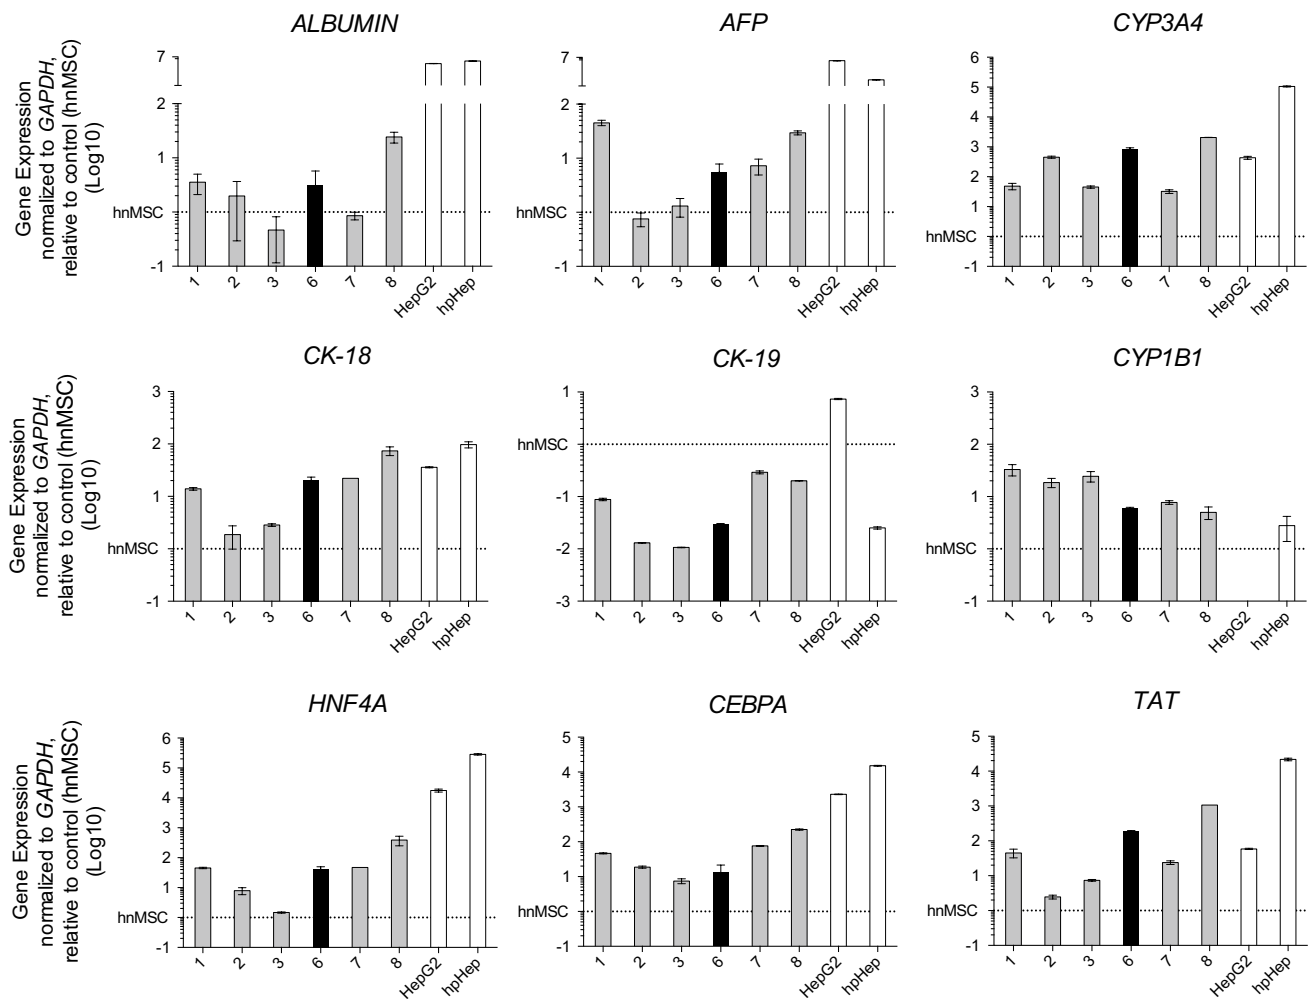 ALBUMIN
AFP
CYP3A4
Gene Expression
normalized to GAPDH,
relative to control (hnMSC)
(Log10)
7
2
1
hnMSC
-1
1
2
3
6
7
8
HepG2
hpHep
7
2
1
hnMSC
-1
1
2
3
6
7
8
HepG2
hpHep
6
5
4
3
2
1
hnMSC
-1
1
2
3
6
7
8
HepG2
hpHep
CK-18
CK-19
CYP1B1
Gene Expression
normalized to GAPDH,
relative to control (hnMSC)
(Log10)
3
2
1
hnMSC
-1
1
2
3
6
7
8
HepG2
hpHep
1
hnMSC
-1
-2
-3
1
2
3
6
7
8
HepG2
hpHep
3
2
1
hnMSC
-1
1
2
3
6
7
8
HepG2
hpHep
HNF4A
CEBPA
TAT
Gene Expression
normalized to GAPDH,
relative to control (hnMSC)
(Log10)
6
5
4
3
2
1
hnMSC
-1
1
2
3
6
7
8
HepG2
hpHep
5
4
3
2
1
hnMSC
-1
1
2
3
6
7
8
HepG2
hpHep
5
4
3
2
1
hnMSC
-1
1
2
3
6
7
8
HepG2
hpHep